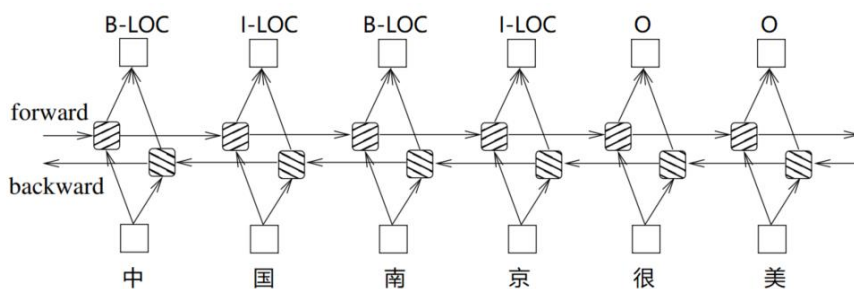 B-LOC I-LOC B-LOC I-LOC O O
forward
backward
中 国 南 京 很 美